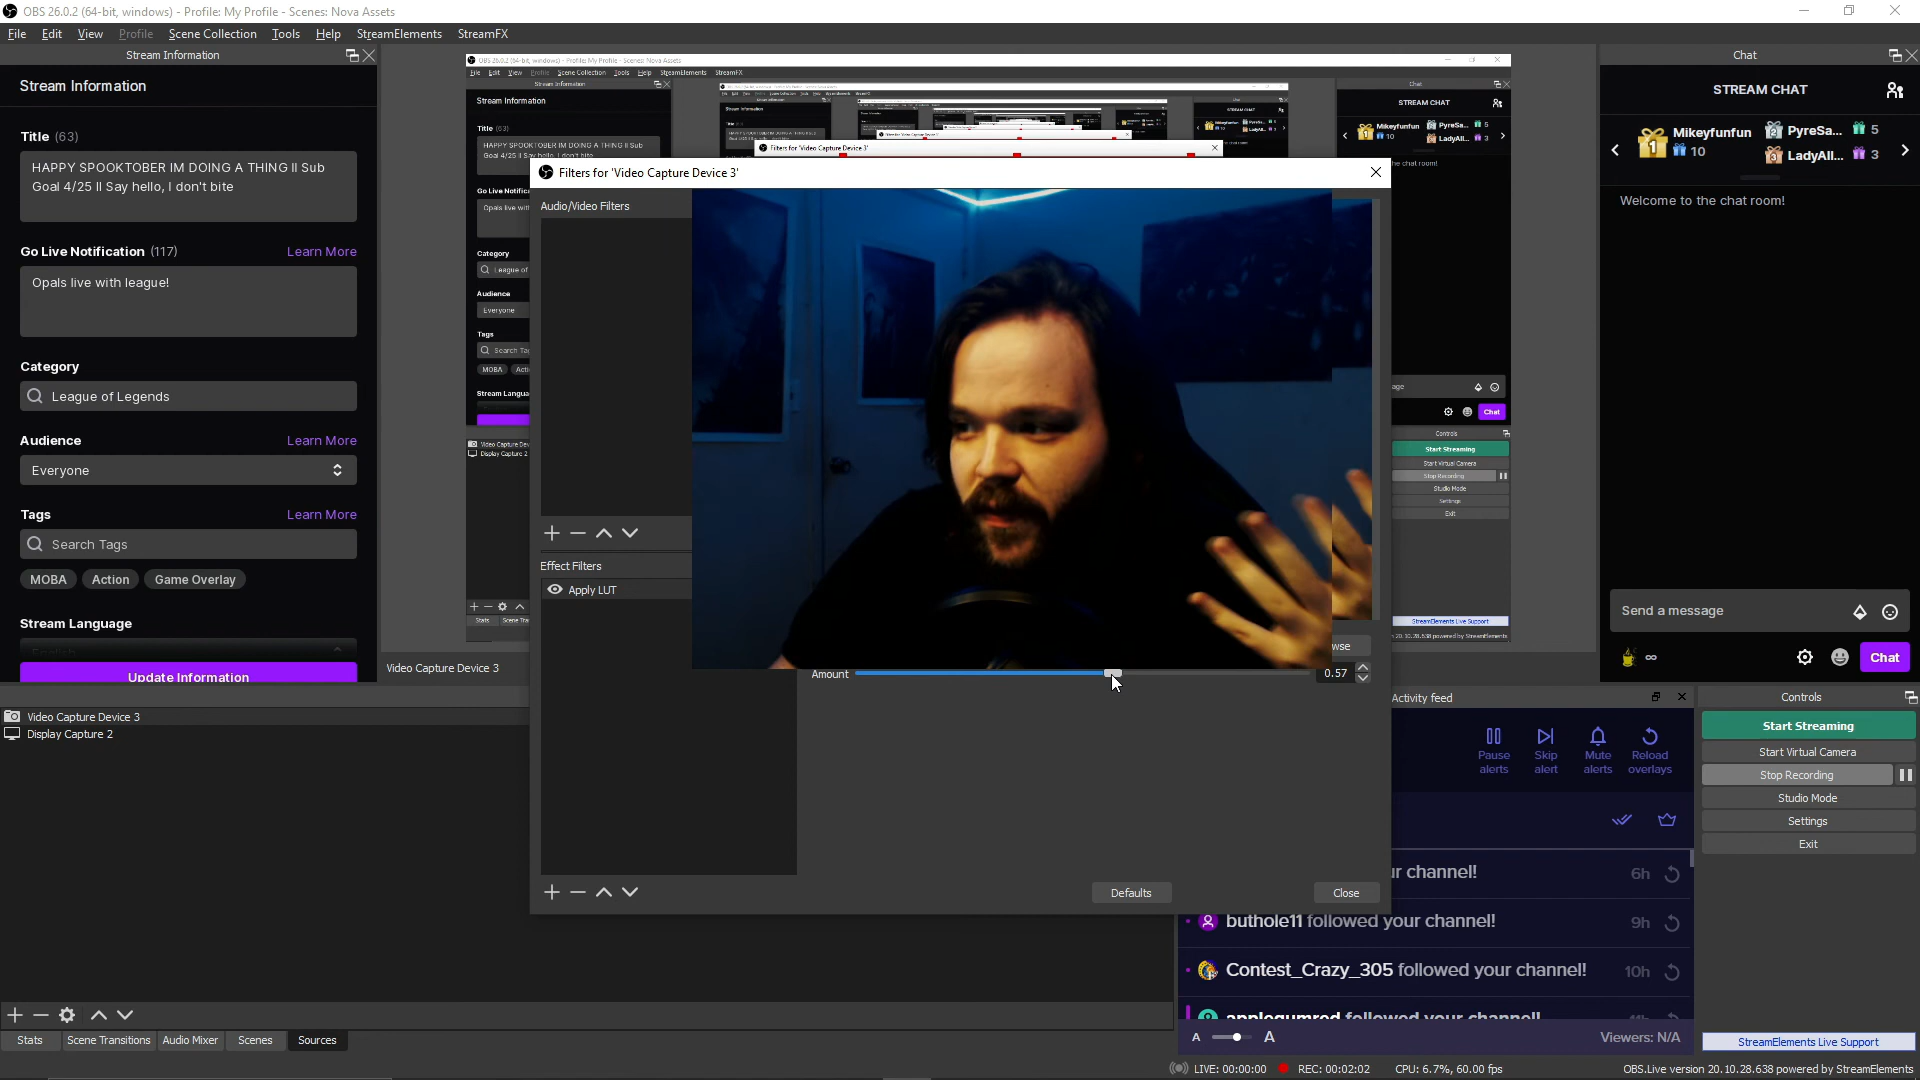 OBS 26.0.2 (64-bit, windows) - Profile: My Profile - Scenes: Nova Assets
File Edit View Profile Scene Collection Tools Help StreamElements StreamFX
Stream Information
Stream Information
Title (63)
HAPPY SPOOKTOBER IM DOING A THING II Sub
Goal 4/25 II Say hello, I don't bite
Go Live Notification (117) Learn More
Opals live with league!
Category
League of Legends
Audience Learn More
Everyone
Tags Learn More
Search Tags
MOBA Action Game Overlay
Stream Language
Update Information
Filters for 'Video Capture Device 3'
Audio/Video Filters
Effect Filters
Apply LUT
Amount 0.57
Defaults Close
Chat
STREAM CHAT
1 Mikeyfunfun 10
2 PyreSa... 5
3 LadyAll... 3
Welcome to the chat room!
Send a message
∞ Chat
Video Capture Device 3
Video Capture Device 3
Display Capture 2
Stats Scene Transitions Audio Mixer Scenes Sources
Activity feed
Pause alerts
Skip alert
Mute alerts
Reload overlays
ur channel! 6h
buthole11 followed your channel! 9h
Contest_Crazy_305 followed your channel! 10h
applegumred followed your channel!
A A Viewers: N/A
Controls
Start Streaming
Start Virtual Camera
Stop Recording
Studio Mode
Settings
Exit
StreamElements Live Support
LIVE: 00:00:00 REC: 00:02:02 CPU: 6.7%, 60.00 fps OBS.Live version 20.10.28.638 powered by StreamElements